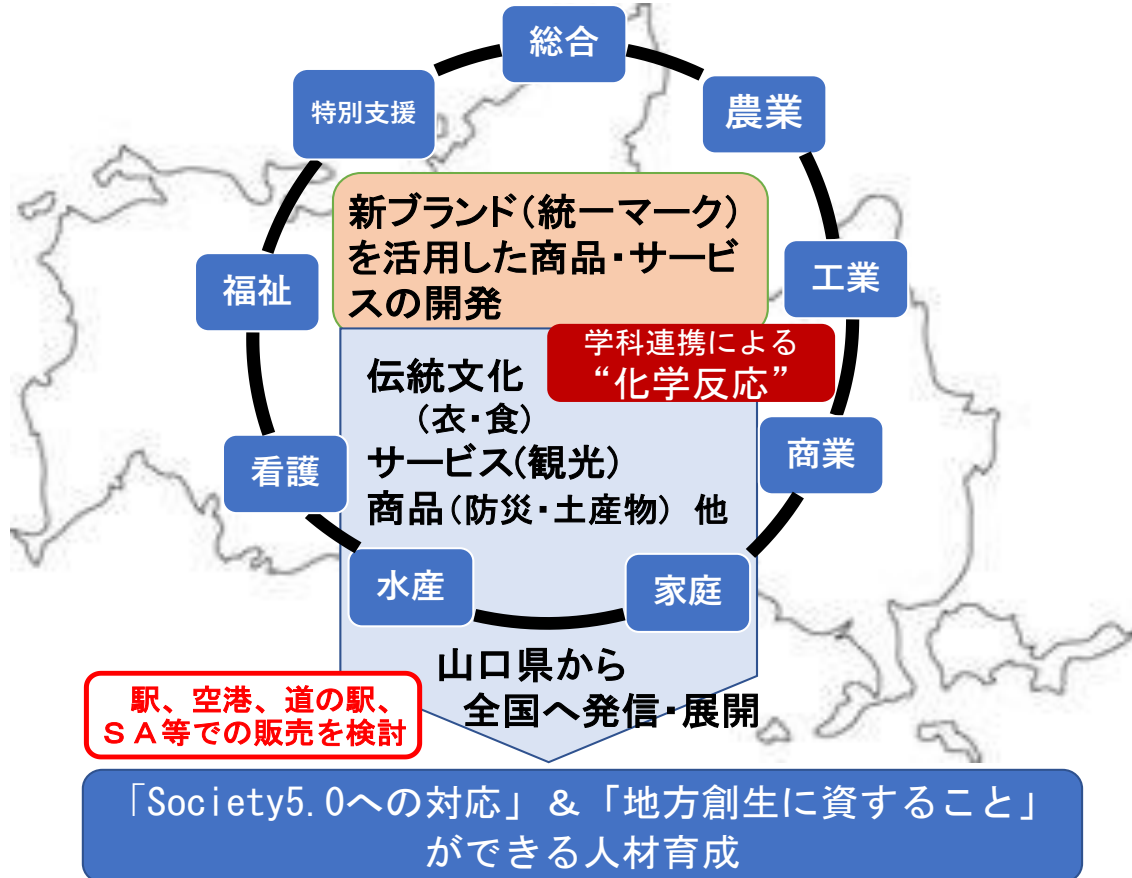 総合
特別支援
農業
新ブランド（統一マーク）
を活用した商品・サービ
スの開発
福祉
工業
学科連携による
“化学反応”
伝統文化
（衣・食）
サービス(観光)
商品（防災・土産物） 他
看護
商業
水産
家庭
山口県から
全国へ発信・展開
駅、空港、道の駅、
ＳＡ等での販売を検討
「Society5.0への対応」＆「地方創生に資すること」
ができる人材育成